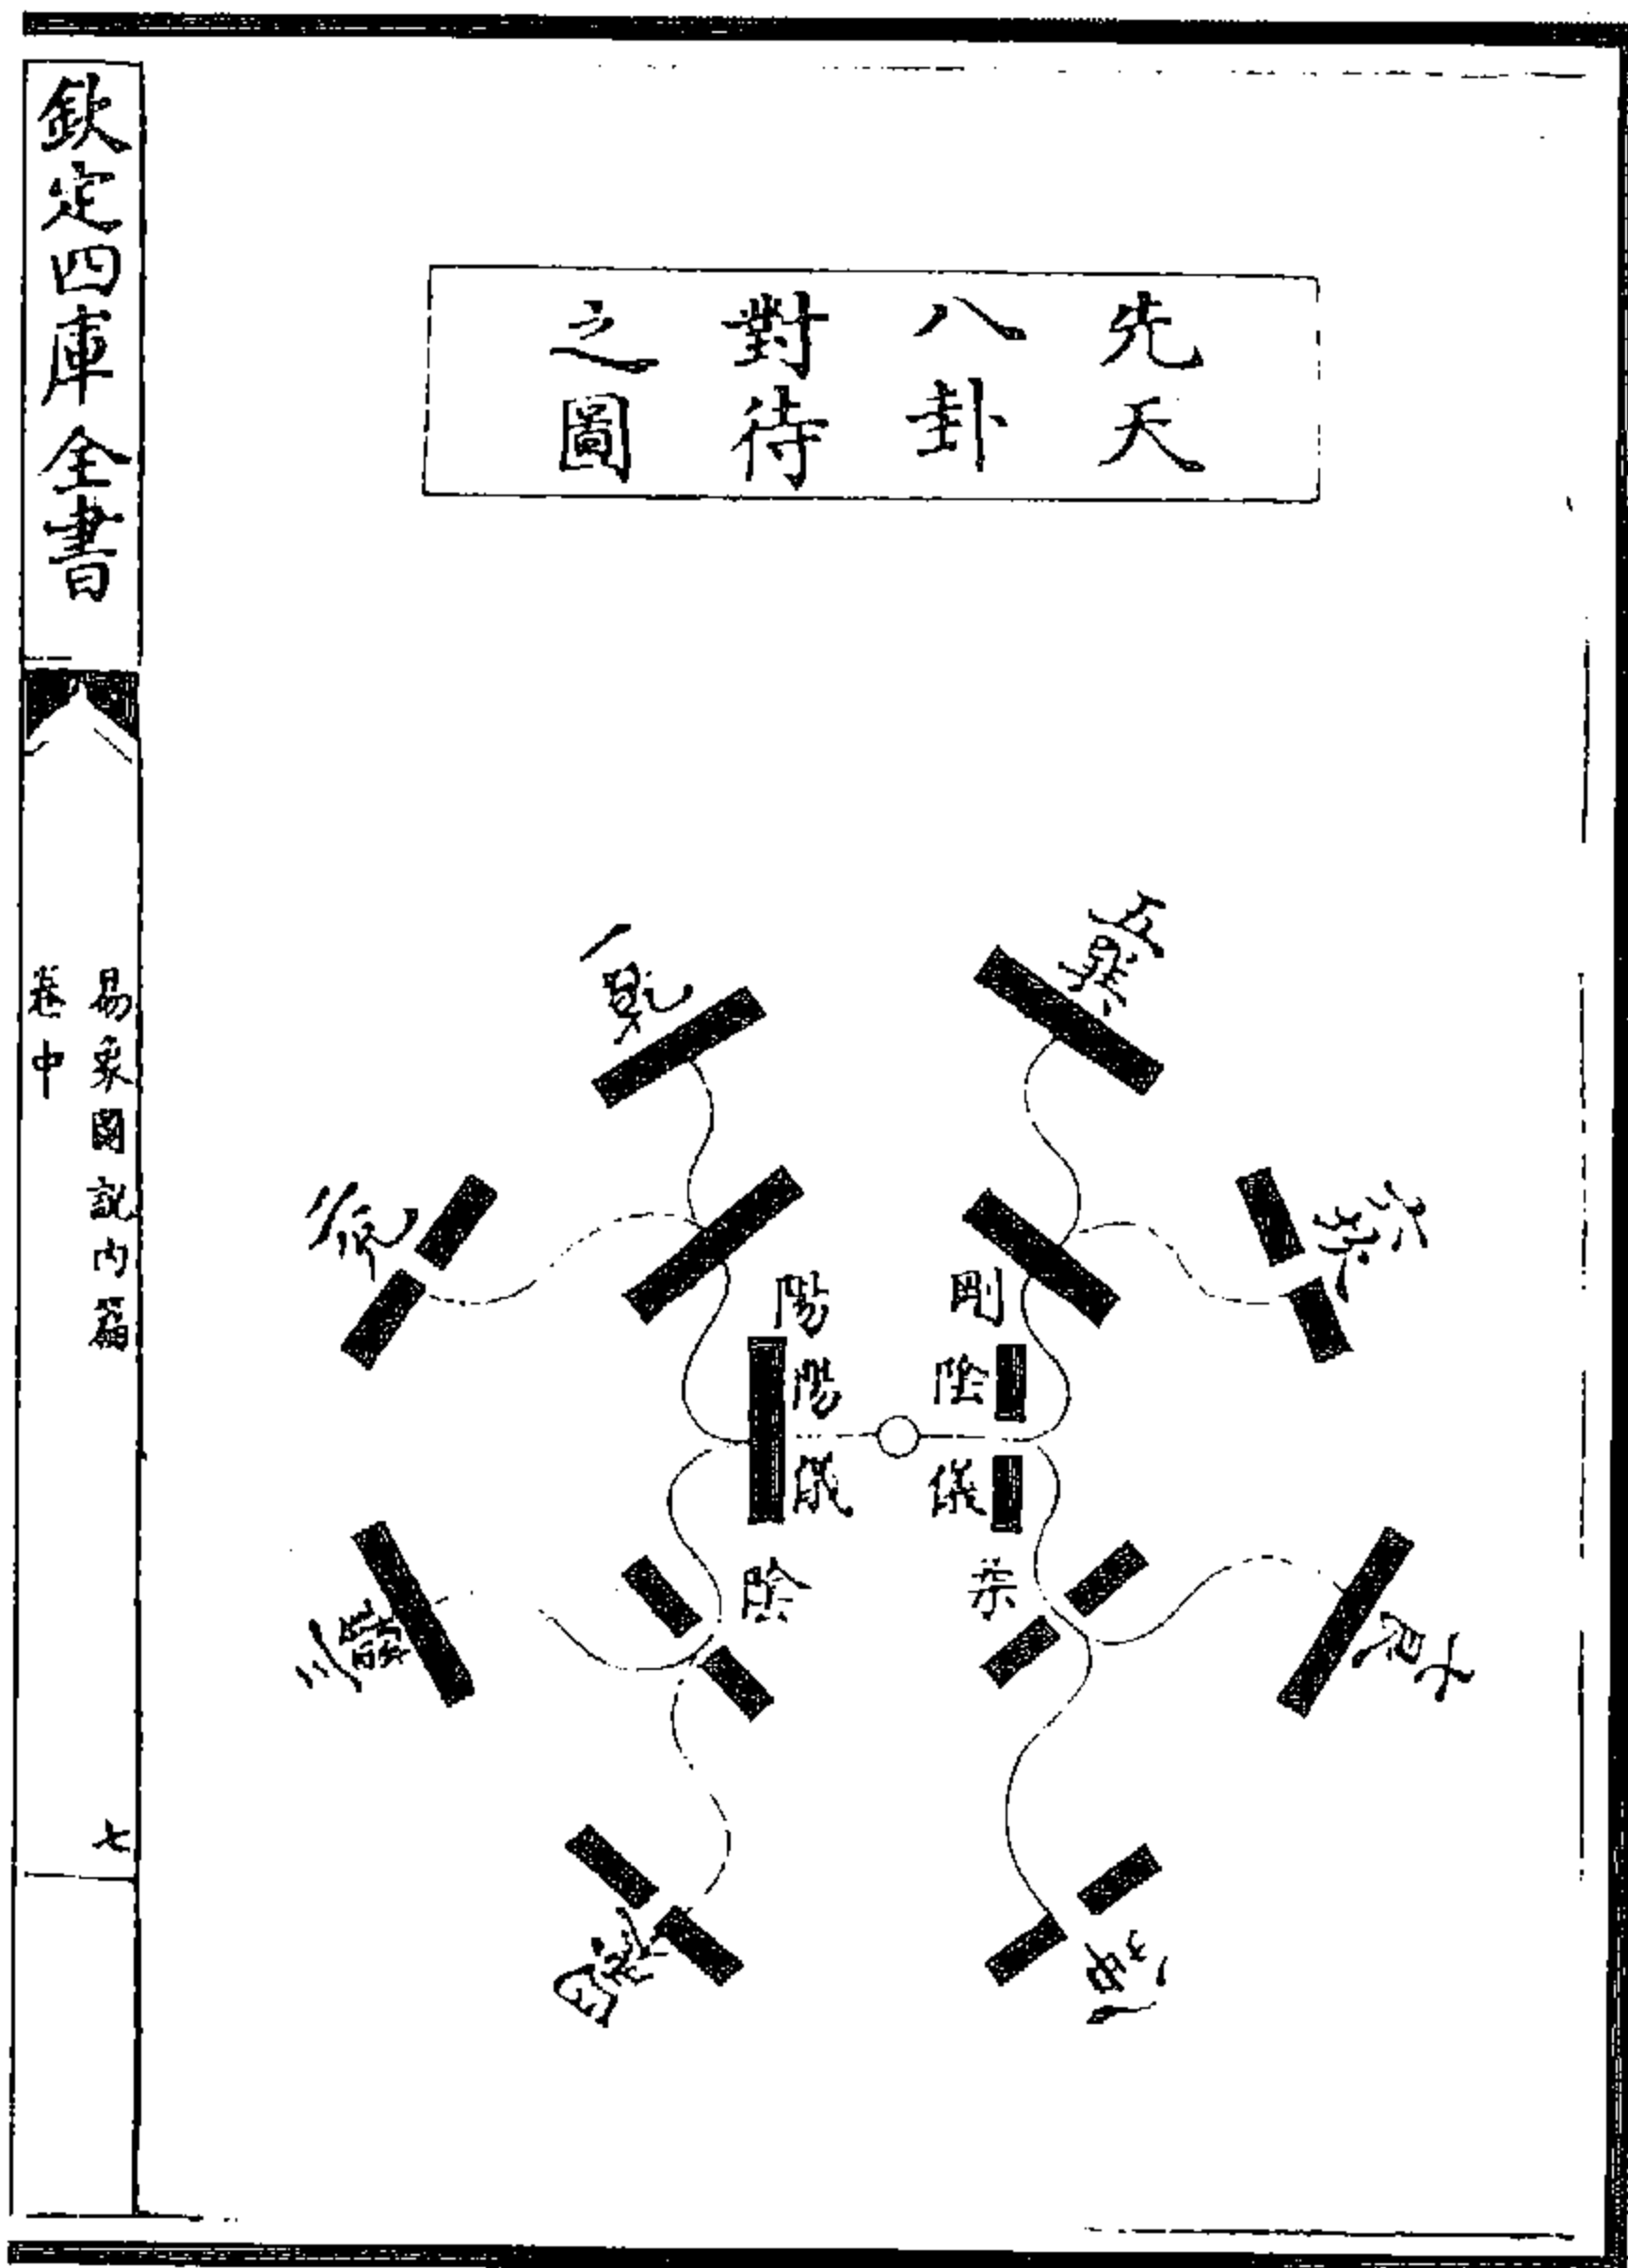 先天
八卦
對待
之圖
五巽
六坎
七艮
八坤
剛
陰儀
柔
陽
陽儀
陰
一乾
二兌
三離
四震
欽定四庫全書
易象圖說內篇
卷中
七